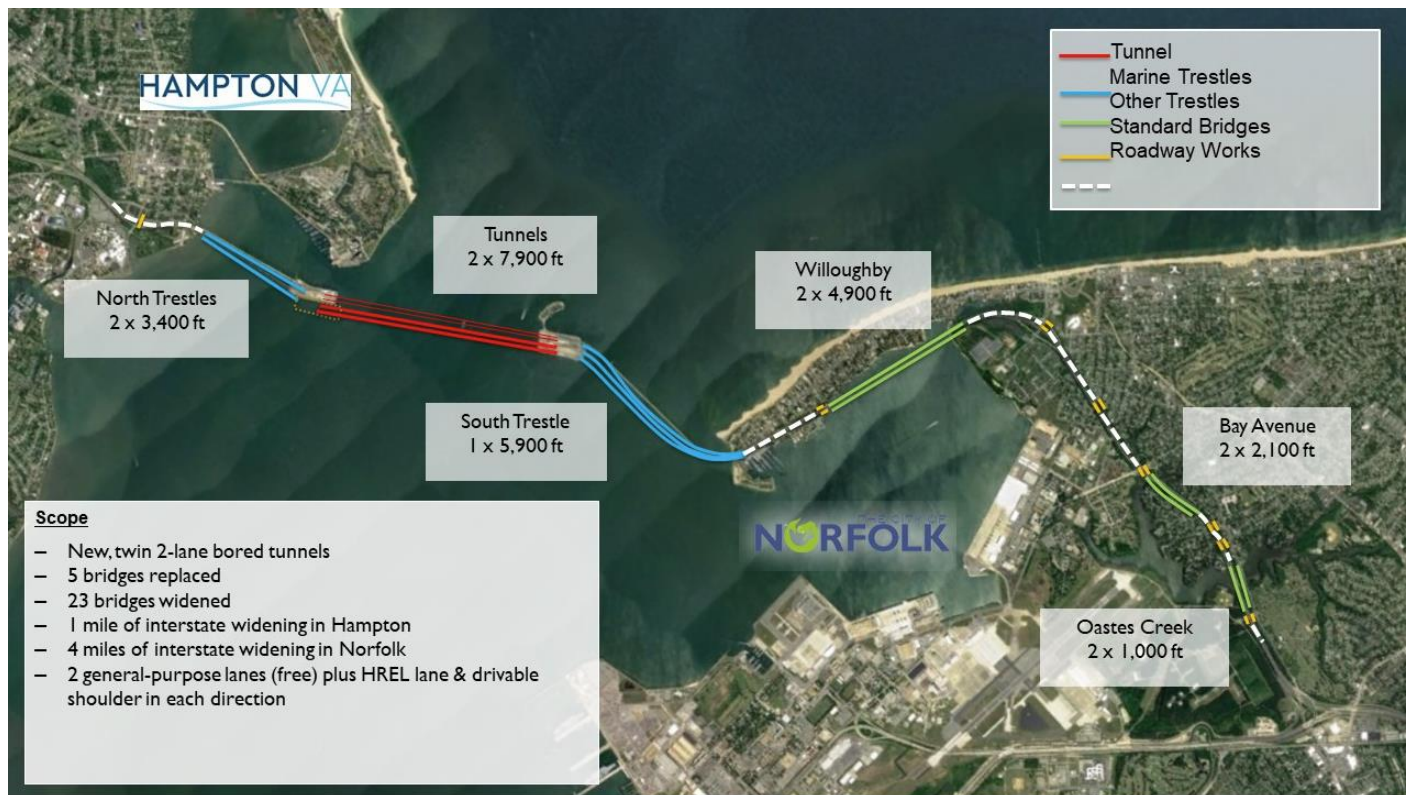 HAMPTON VA
Tunnel
Marine Trestles
Other Trestles
Standard Bridges
Roadway Works
Tunnels
2 x 7,900 ft
Willoughby
2 x 4,900 ft
North Trestles
2 x 3,400 ft
South Trestle
1 x 5,900 ft
Bay Avenue
2 x 2,100 ft
THE CITY OF
NORFOLK
Oastes Creek
2 x 1,000 ft
Scope
– New, twin 2-lane bored tunnels
– 5 bridges replaced
– 23 bridges widened
– 1 mile of interstate widening in Hampton
– 4 miles of interstate widening in Norfolk
– 2 general-purpose lanes (free) plus HREL lane & drivable
shoulder in each direction